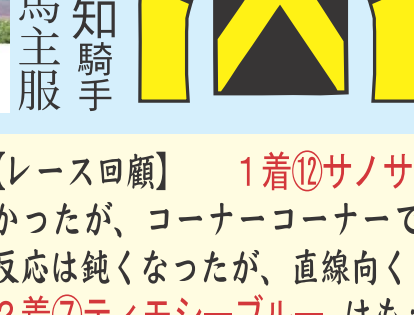 馬主服
知騎手
【レース回顧】 1着⑫サノサ
かったが、コーナーコーナーで
反応は鈍くなったが、直線向く
2着⑦ティモシーブルー はも